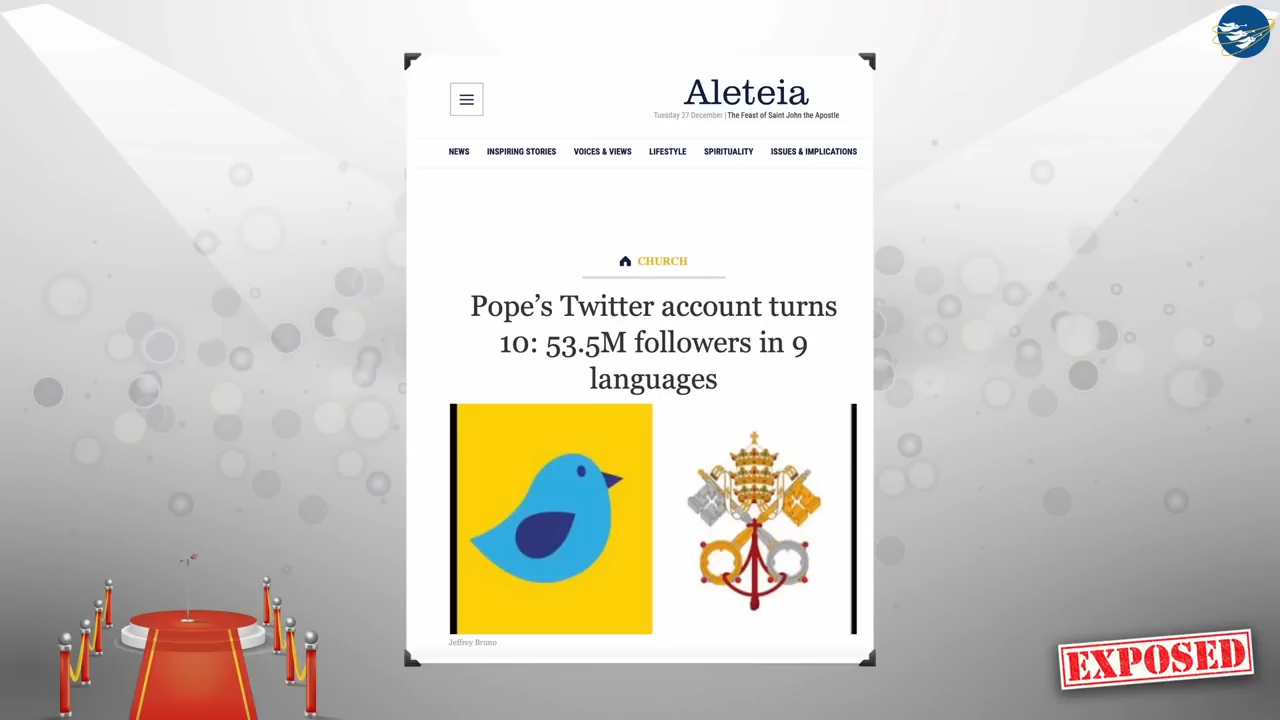 Aleteia
Tuesday 27 December | The Feast of Saint John the Apostle
NEWS INSPIRING STORIES VOICES & VIEWS LIFESTYLE SPIRITUALITY ISSUES & IMPLICATIONS
CHURCH
Pope’s Twitter account turns
10: 53.5M followers in 9
languages
Jeffrey Bruno
EXPOSED